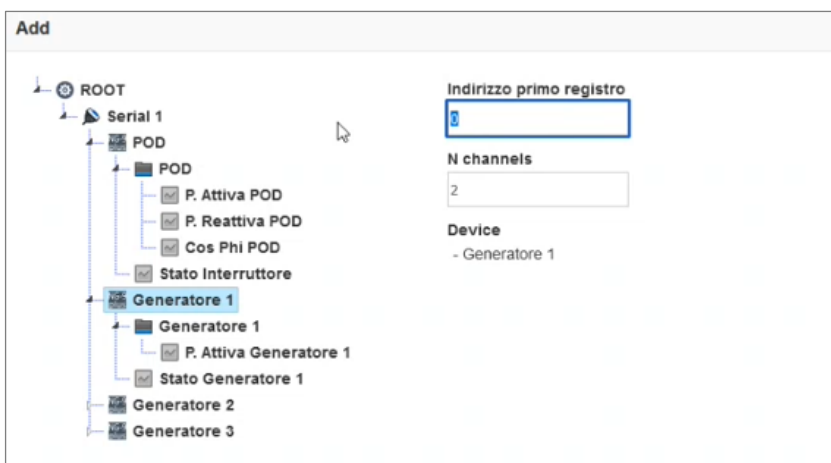 Add
ROOT
Serial 1
POD
POD
P. Attiva POD
P. Reattiva POD
Cos Phi POD
Stato Interruttore
Generatore 1
Generatore 1
P. Attiva Generatore 1
Stato Generatore 1
Generatore 2
Generatore 3
Indirizzo primo registro
0
N channels
2
Device
- Generatore 1